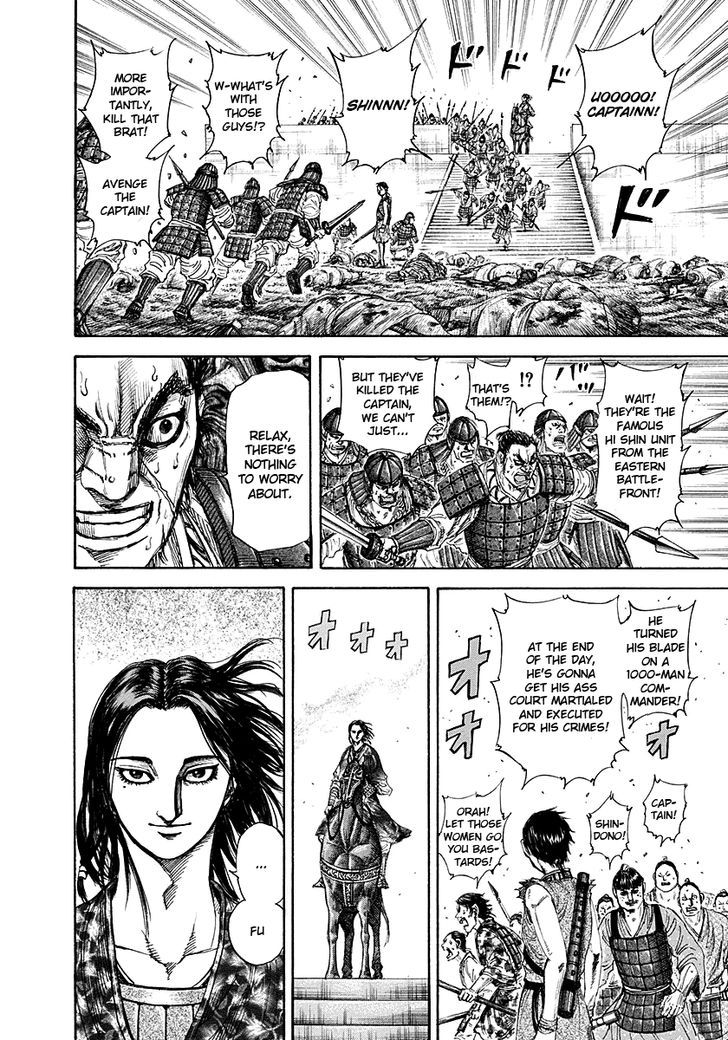 UOOOOO!
CAPTAINN!
ドドド
ド
SHINNN!
W-WHAT'S
WITH
THOSE
GUYS!?
MORE
IMPOR-
TANTLY,
KILL THAT
BRAT!
AVENGE
THE
CAPTAIN!
WAIT!
THEY'RE THE
FAMOUS
HI SHIN UNIT
FROM THE
EASTERN
BATTLE-
FRONT!
!?
THAT'S
THEM!?
BUT THEY'VE
KILLED THE
CAPTAIN,
WE CAN'T
JUST...
RELAX,
THERE'S
NOTHING
TO WORRY
ABOUT.
HE
TURNED
HIS BLADE
ON A
1000-MAN
COM-
MANDER!
AT THE END
OF THE DAY,
HE'S GONNA
GET HIS ASS
COURT MARTIALED
AND EXECUTED
FOR HIS CRIMES!
オ
オ
オ
CAP-
TAIN!
SHIN-
DONO!
ORAH!
LET THOSE
WOMEN GO
YOU BAS-
TARDS!
オオオ
...
FU